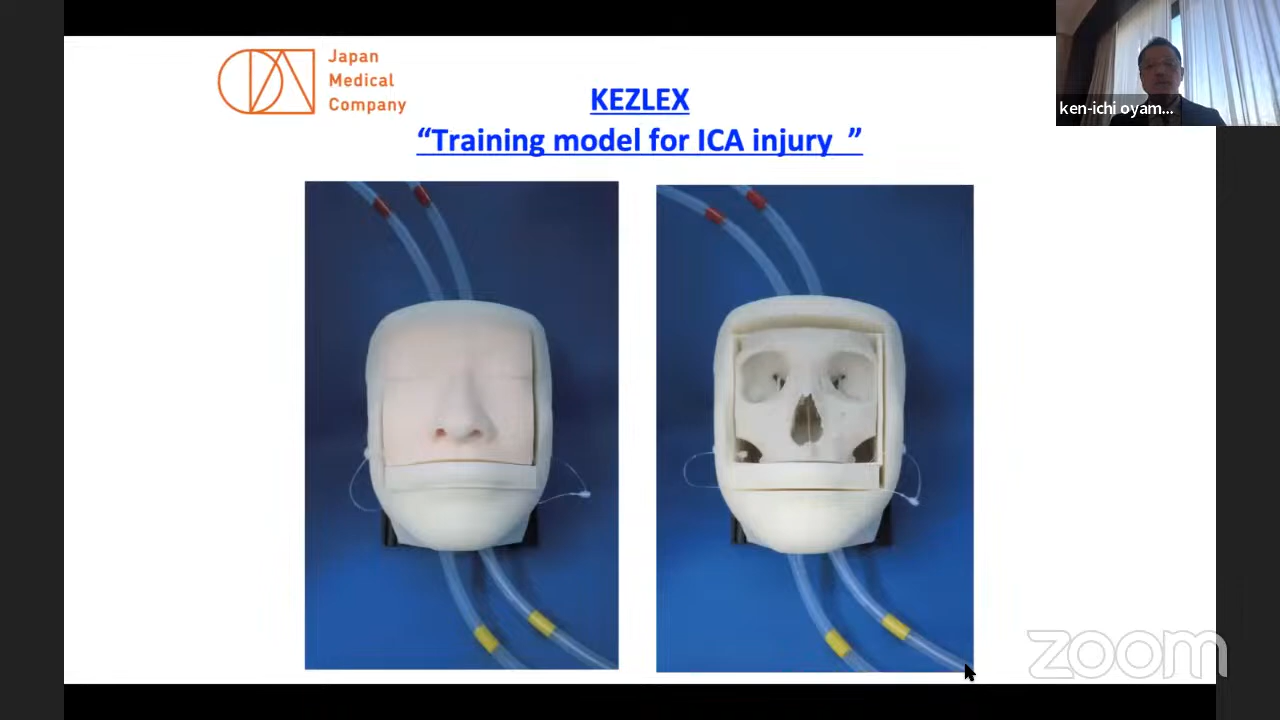 Japan
Medical
Company
KEZLEX
“Training model for ICA injury ”
ken-ichi oyam...
zoom